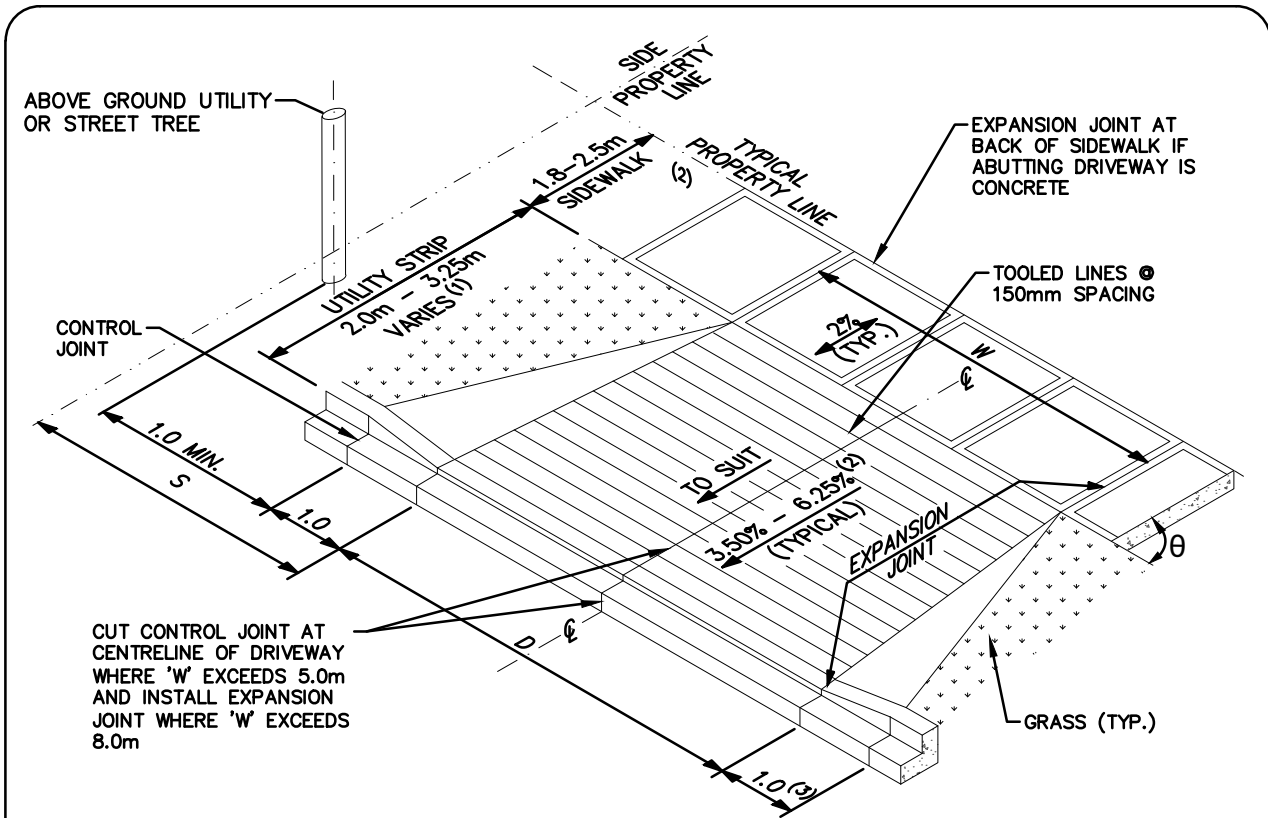 ABOVE GROUND UTILITY
OR STREET TREE
SIDE
PROPERTY
LINE
TYPICAL
PROPERTY LINE
EXPANSION JOINT AT
BACK OF SIDEWALK IF
ABUTTING DRIVEWAY IS
CONCRETE
1.8–2.5m
SIDEWALK
(2)
UTILITY STRIP
2.0m – 3.25m
VARIES (1)
TOOLED LINES @
150mm SPACING
CONTROL
JOINT
2%
(TYP.)
W
℄
1.0 MIN.
S
1.0
TO SUIT
3.50% – 6.25% (2)
(TYPICAL)
EXPANSION
JOINT
θ
CUT CONTROL JOINT AT
CENTRELINE OF DRIVEWAY
WHERE 'W' EXCEEDS 5.0m
AND INSTALL EXPANSION
JOINT WHERE 'W' EXCEEDS
8.0m
℄
D
GRASS (TYP.)
1.0 (3)